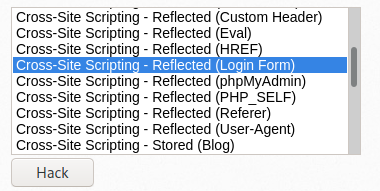 Cross-Site Scripting - Reflected (Custom Header)
Cross-Site Scripting - Reflected (Eval)
Cross-Site Scripting - Reflected (HREF)
Cross-Site Scripting - Reflected (Login Form)
Cross-Site Scripting - Reflected (phpMyAdmin)
Cross-Site Scripting - Reflected (PHP_SELF)
Cross-Site Scripting - Reflected (Referer)
Cross-Site Scripting - Reflected (User-Agent)
Cross-Site Scripting - Stored (Blog)
Hack